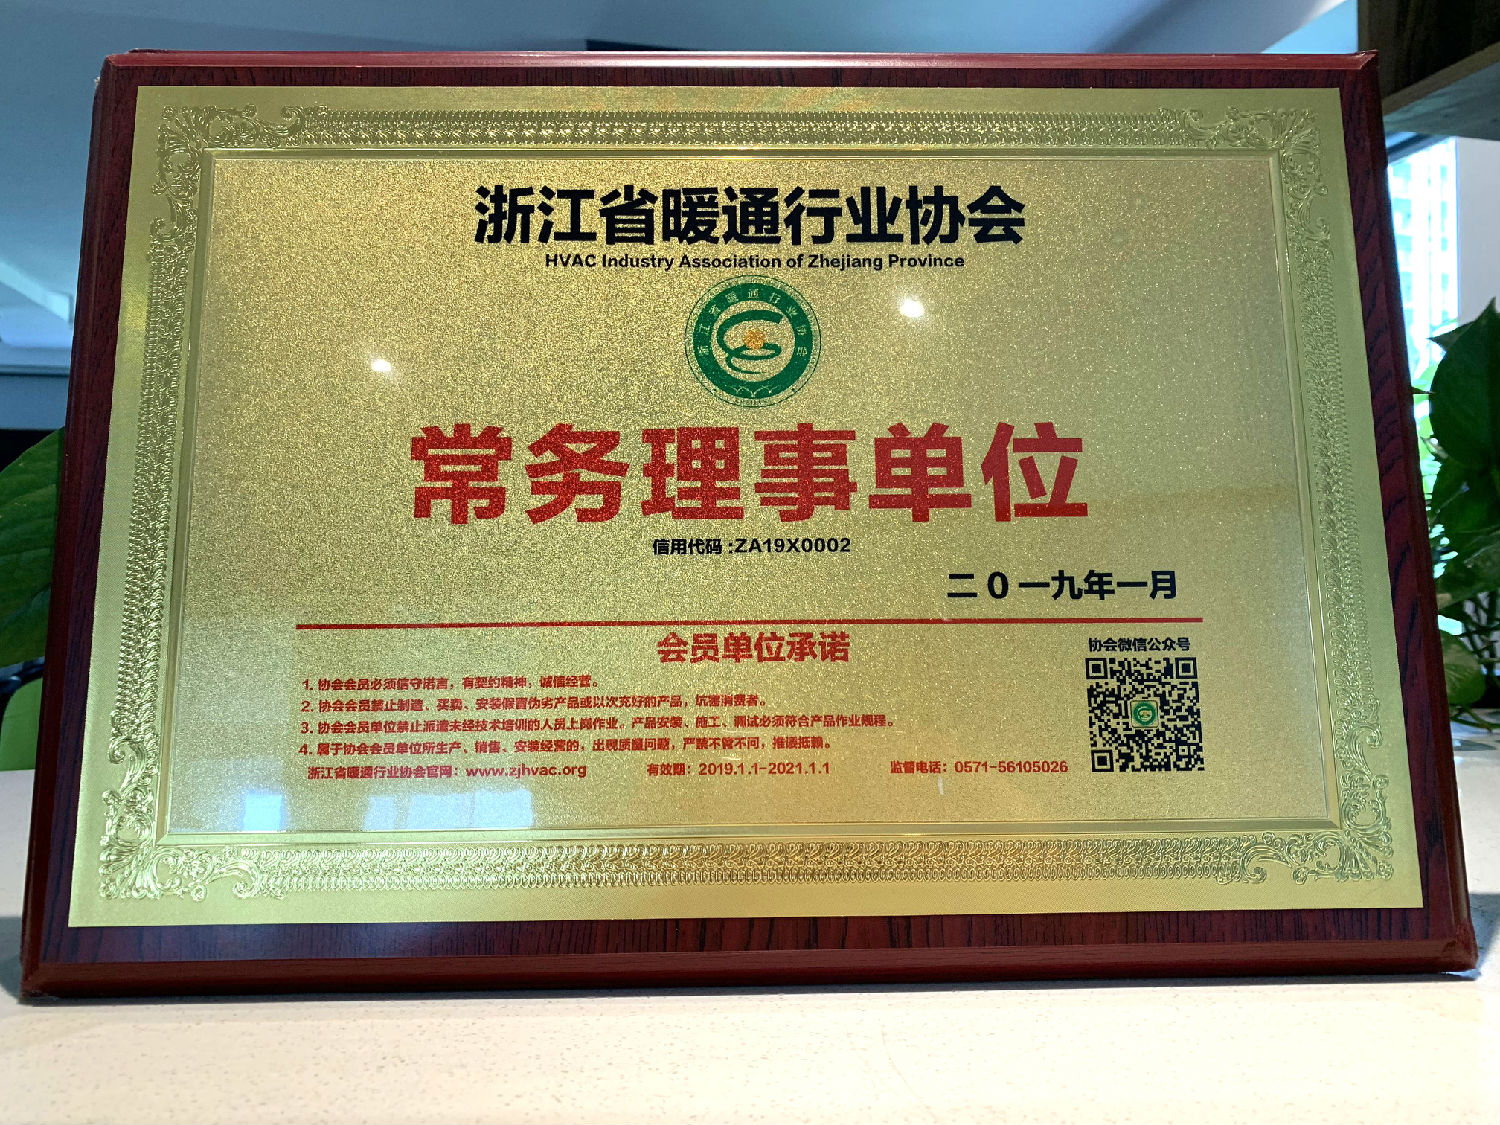 浙江省暖通行业协会
HVAC Industry Association of Zhejiang Province
浙江省暖通行业协会
常务理事单位
信用代码:ZA19X0002
二0一九年一月
会员单位承诺
1. 协会会员必须信守诺言，有契约精神，诚信经营。
2. 协会会员禁止制造、买卖、安装假冒伪劣产品或以次充好的产品，坑害消费者。
3. 协会会员单位禁止派遣未经技术培训的人员上岗作业。产品安装、施工、调试必须符合产品作业规程。
4. 属于协会会员单位所生产、销售、安装经营的，出现质量问题，严禁不管不问，推诿抵赖。
浙江省暖通行业协会官网：www.zjhvac.org 有效期：2019.1.1-2021.1.1 监督电话：0571-56105026
协会微信公众号